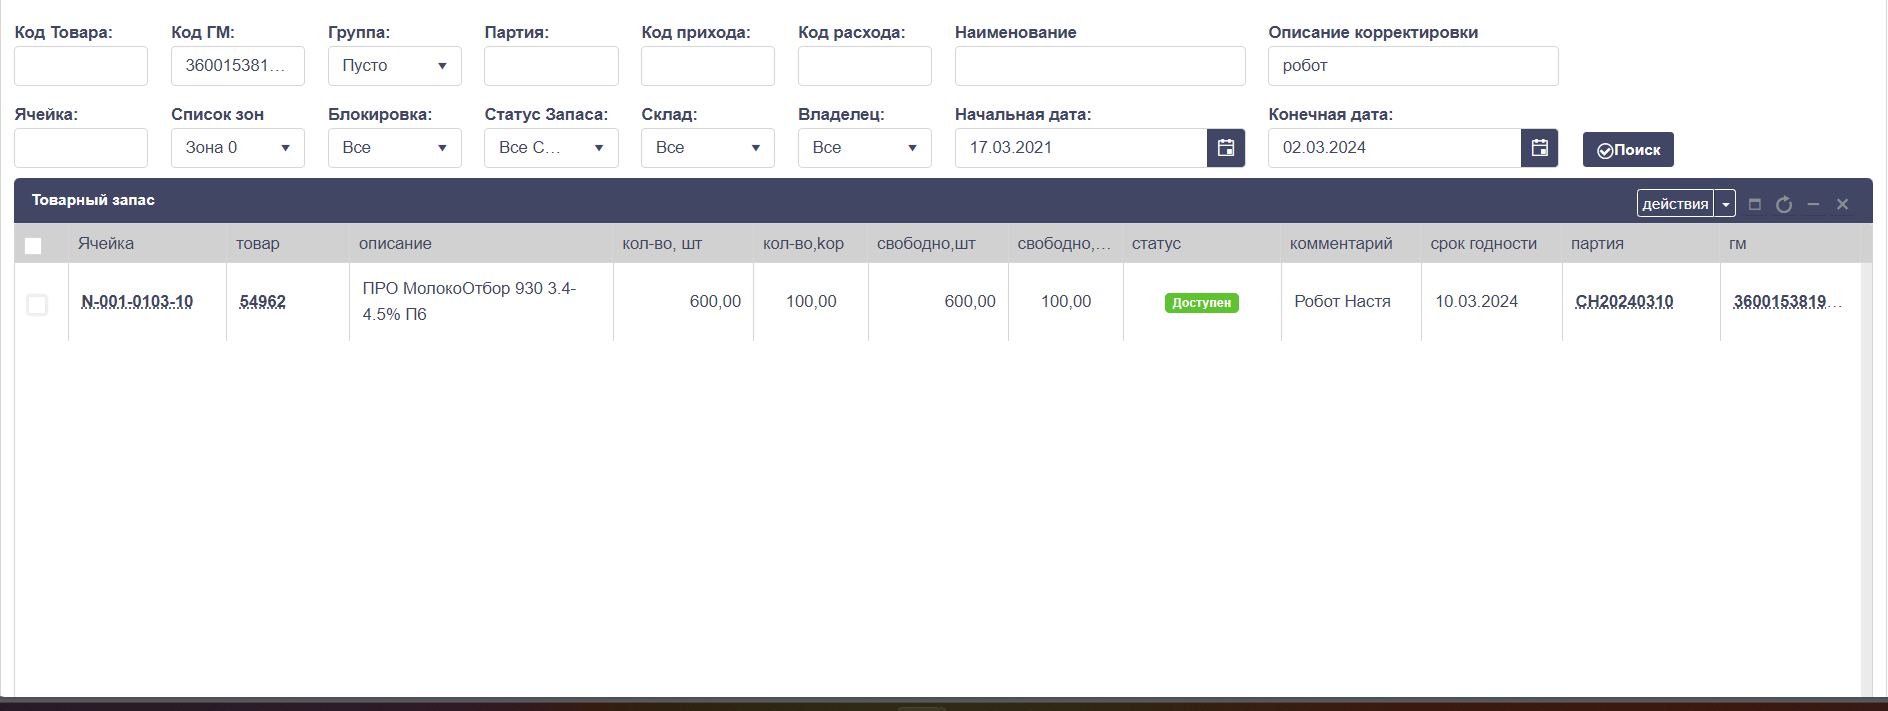 Код Товара: Код ГМ: Группа: Партия: Код прихода: Код расхода: Наименование Описание корректировки
360015381... Пусто робот
Ячейка: Список зон Блокировка: Статус Запаса: Склад: Владелец: Начальная дата: Конечная дата:
Зона 0 Все Все С... Все Все 17.03.2021 02.03.2024 Поиск
Товарный запас действия
Ячейка товар описание кол-во, шт кол-во,кор свободно,шт свободно,... статус комментарий срок годности партия гм
N-001-0103-10 54962 ПРО МолокоОтбор 930 3.4- 600,00 100,00 600,00 100,00 Доступен Робот Настя 10.03.2024 CH20240310 3600153819...
4.5% П6